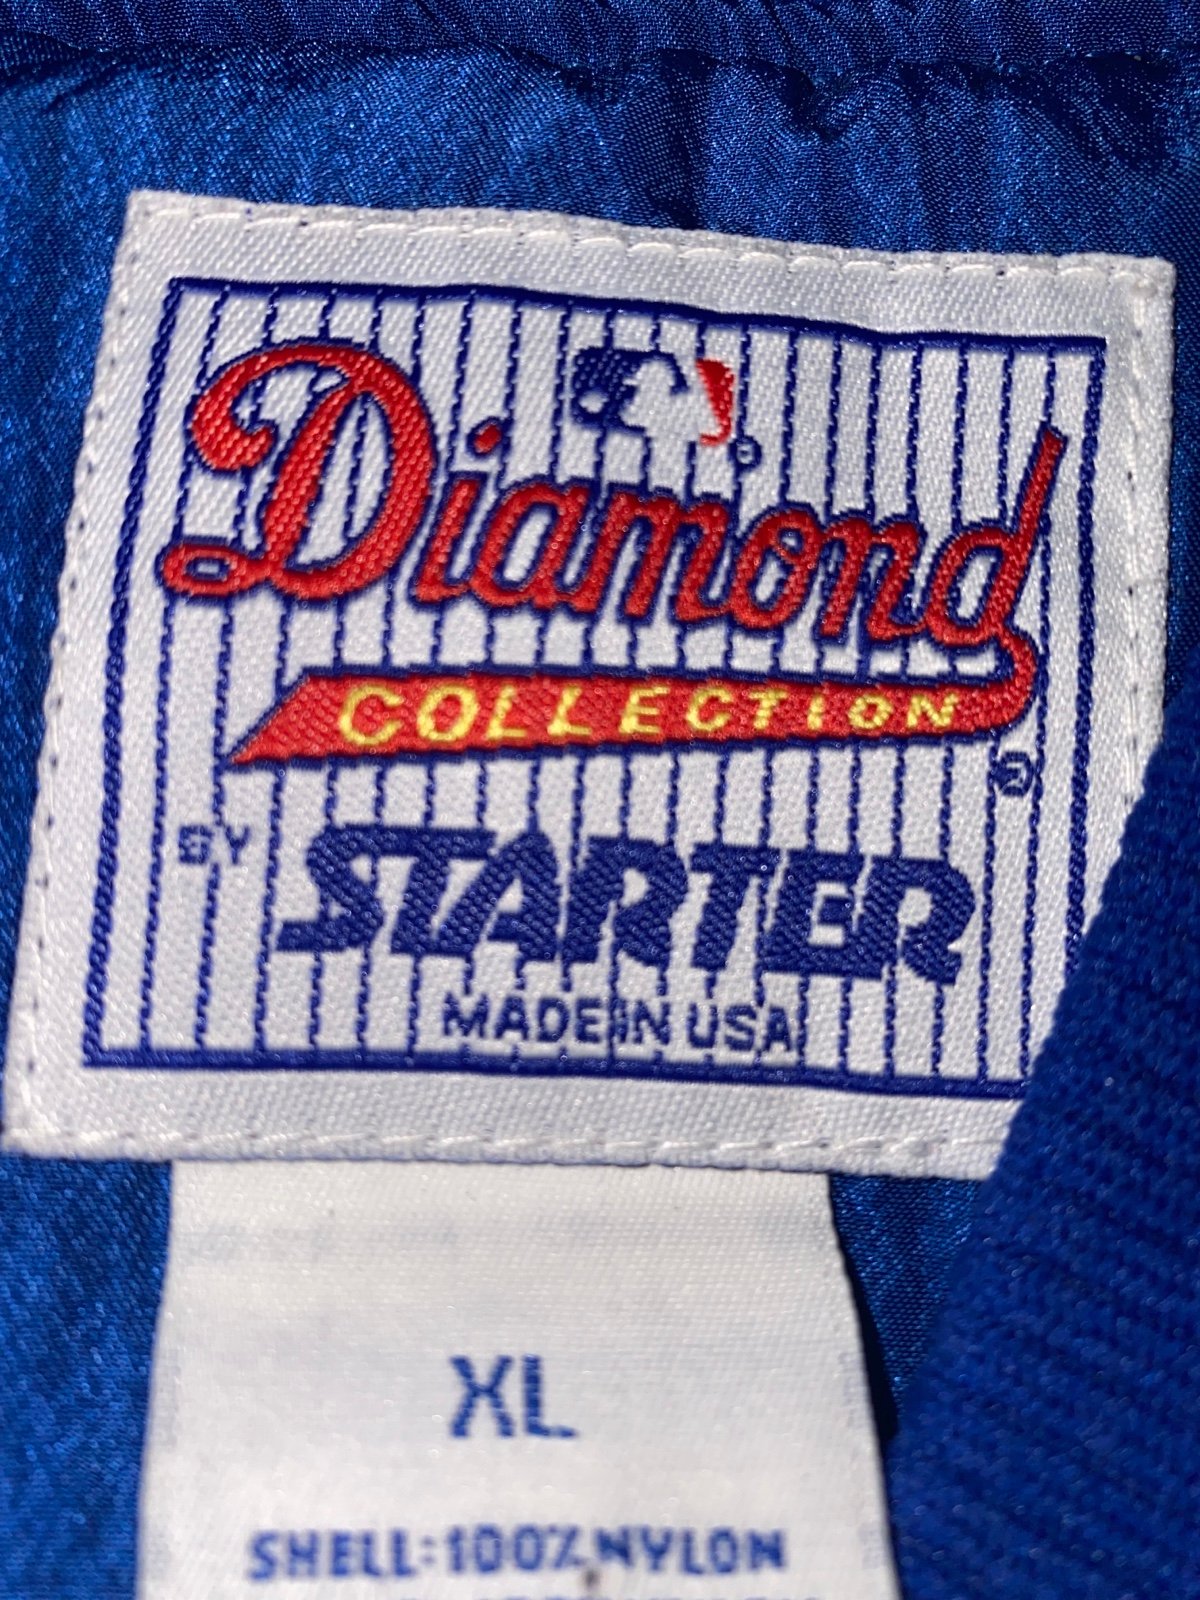 Diamond
COLLECTION
BY STARTER
MADE IN USA
XL
SHELL:100% NYLON